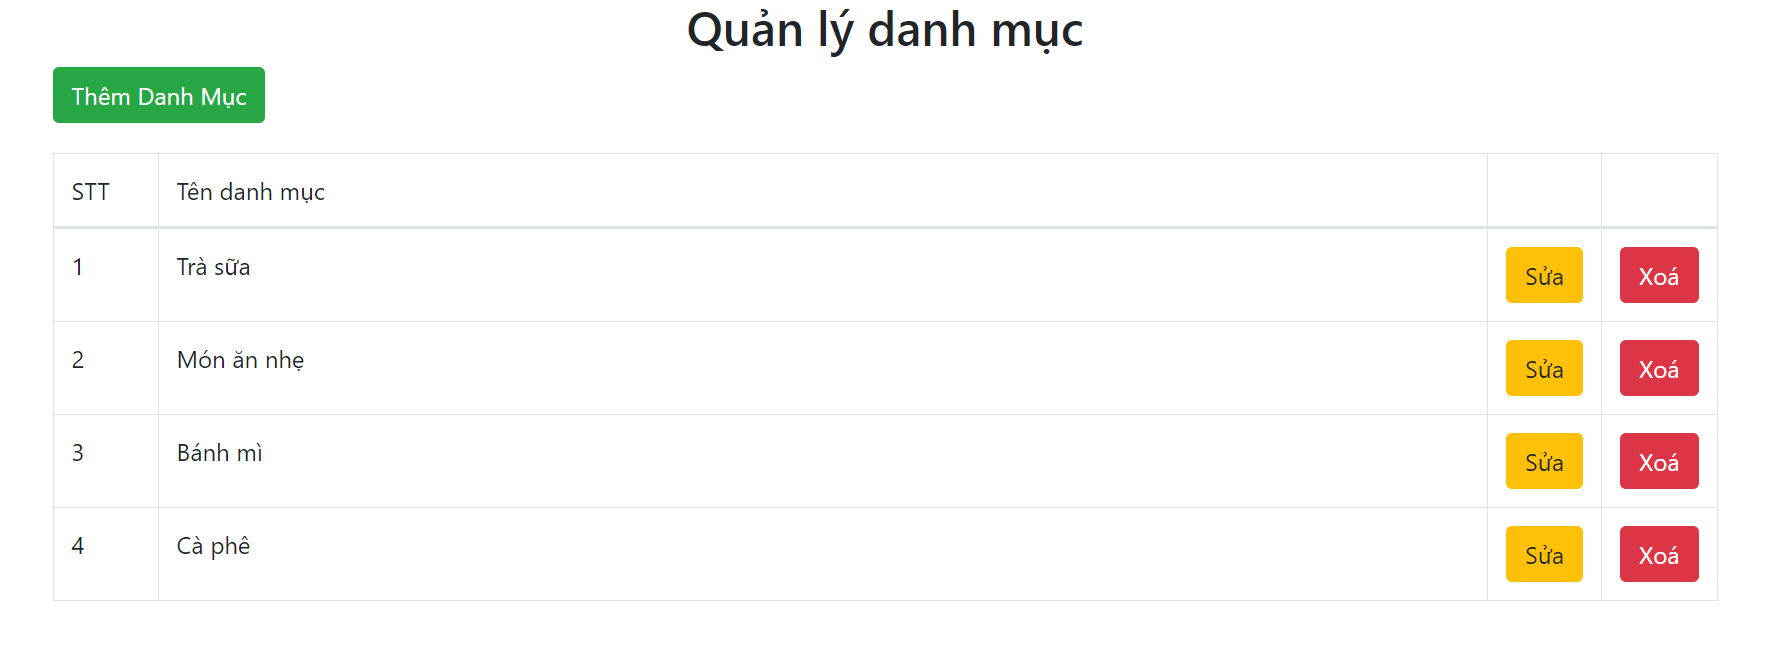 Quản lý danh mục
Thêm Danh Mục
STT Tên danh mục
1 Trà sữa Sửa Xoá
2 Món ăn nhẹ Sửa Xoá
3 Bánh mì Sửa Xoá
4 Cà phê Sửa Xoá